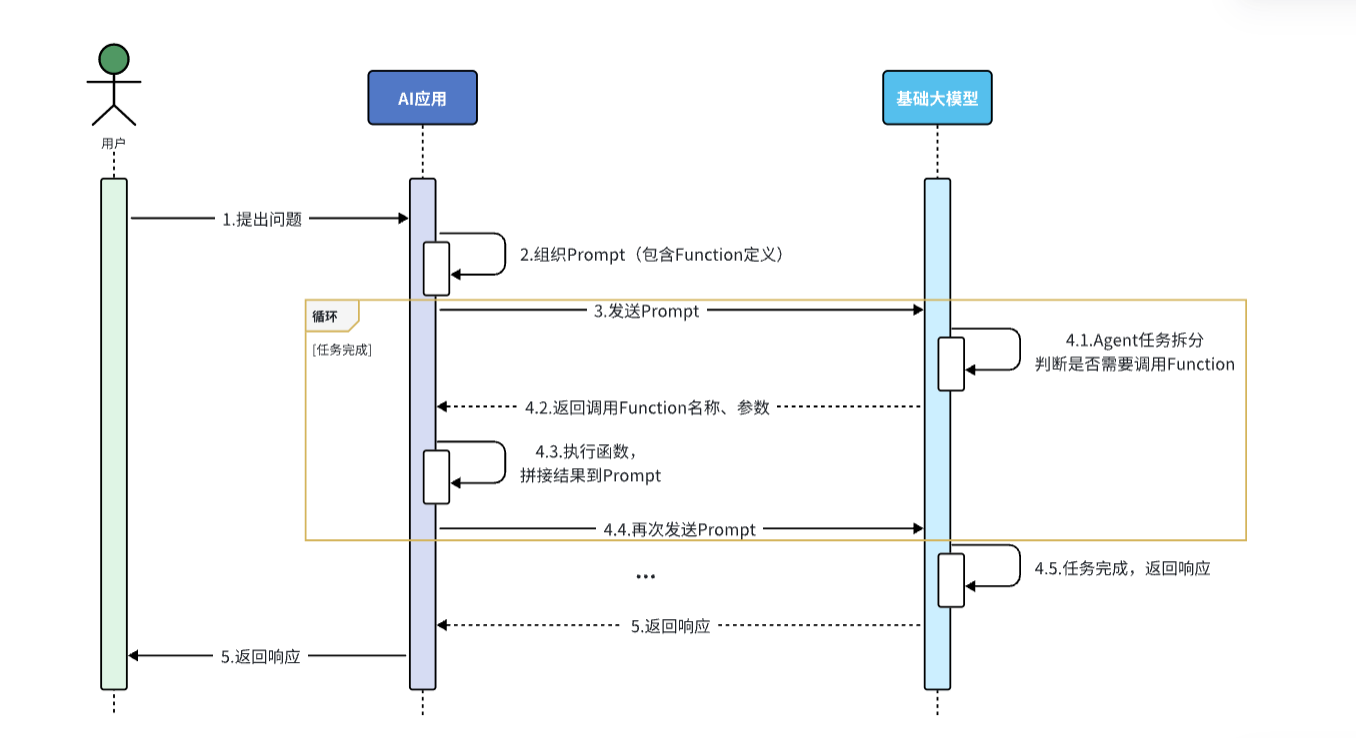 用户
AI应用
基础大模型
1.提出问题
2.组织Prompt（包含Function定义）
循环
3.发送Prompt
[任务完成]
4.1.Agent任务拆分
判断是否需要调用Function
4.2.返回调用Function名称、参数
4.3.执行函数，
拼接结果到Prompt
4.4.再次发送Prompt
4.5.任务完成，返回响应
...
5.返回响应
5.返回响应